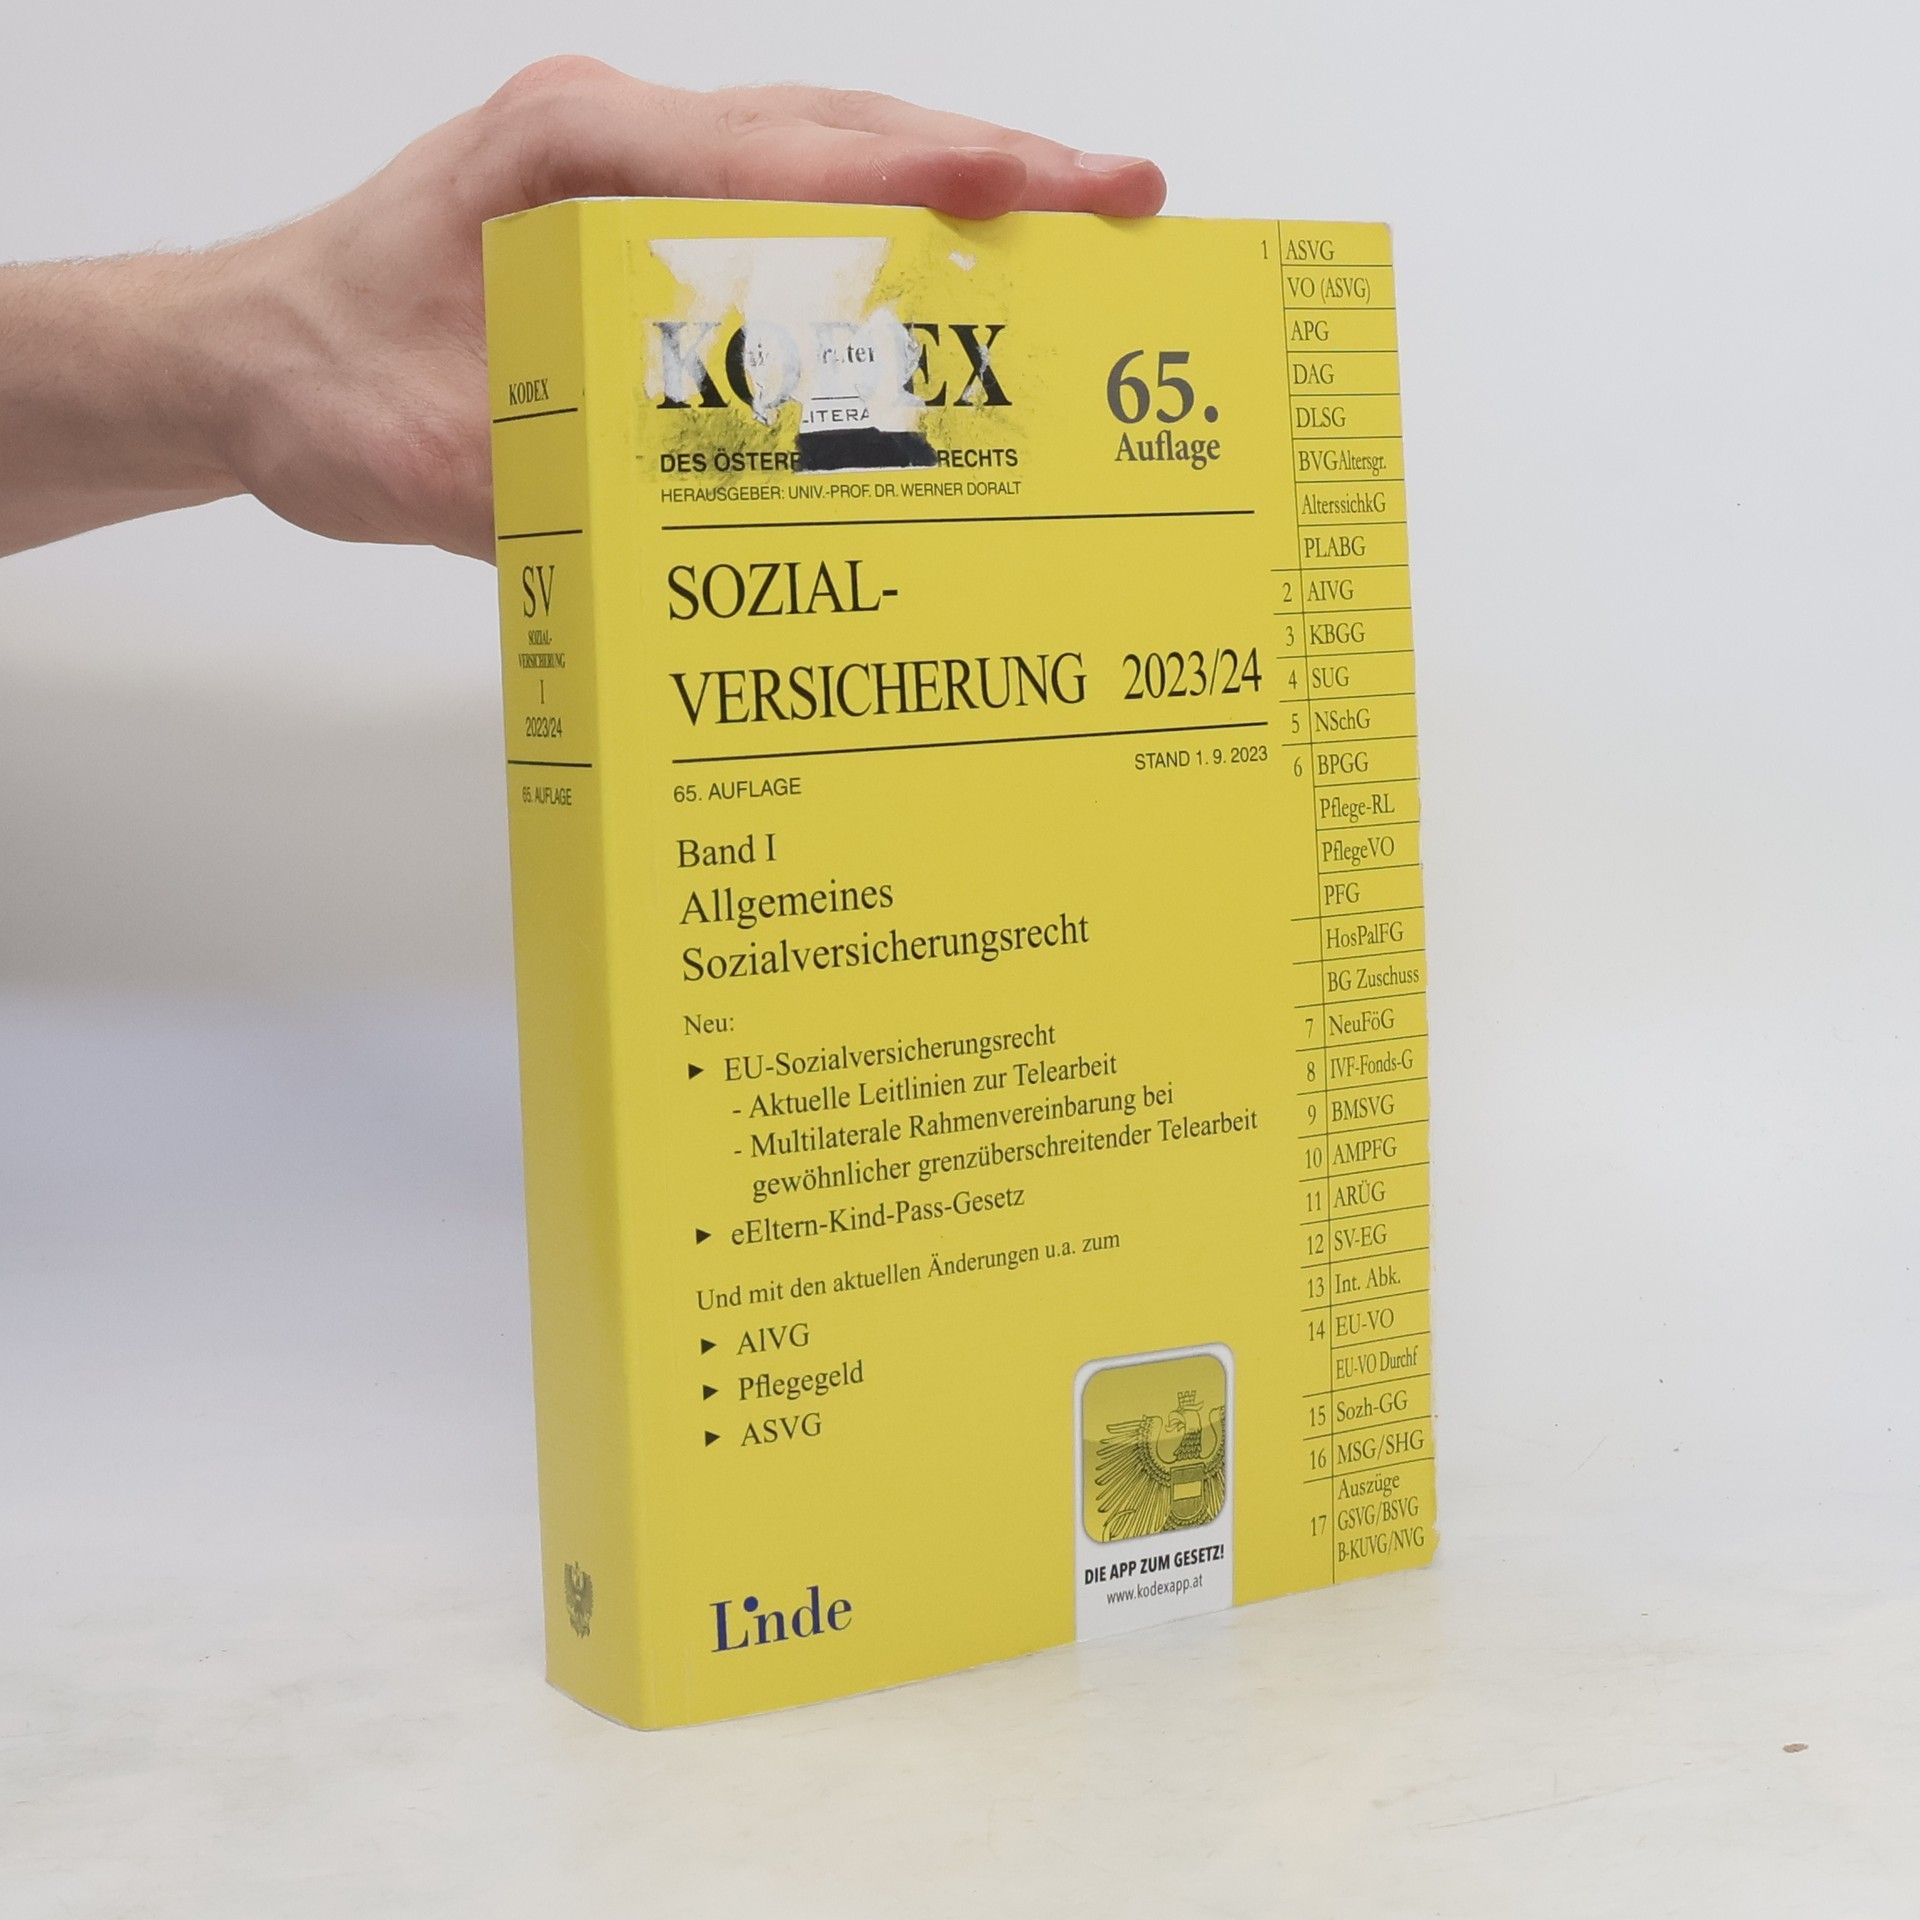 KODEX
SV
SOZIAL-
VERSICHERUNG
I
2023/24
65. AUFLAGE
KODEX
LITERA
DES ÖSTERR RECHTS
HERAUSGEBER: UNIV.-PROF. DR. WERNER DORALT
65.
Auflage
SOZIAL-
VERSICHERUNG 2023/24
STAND 1. 9. 2023
65. AUFLAGE
Band I
Allgemeines
Sozialversicherungsrecht
Neu:
► EU-Sozialversicherungsrecht
- Aktuelle Leitlinien zur Telearbeit
- Multilaterale Rahmenvereinbarung bei
gewöhnlicher grenzüberschreitender Telearbeit
► eEltern-Kind-Pass-Gesetz
Und mit den aktuellen Änderungen u.a. zum
► AlVG
► Pflegegeld
► ASVG
Linde
DIE APP ZUM GESETZ!
www.kodexapp.at
1 ASVG
VO (ASVG)
APG
DAG
DLSG
BVGAltersgr.
AlterssichkG
PLABG
2 AlVG
3 KBGG
4 SUG
5 NSchG
6 BPGG
Pflege-RL
PflegeVO
PFG
HosPalFG
BG Zuschuss
7 NeuFöG
8 IVF-Fonds-G
9 BMSVG
10 AMPFG
11 ARÜG
12 SV-EG
13 Int. Abk.
14 EU-VO
EU-VO Durchf
15 Sozh-GG
16 MSG/SHG
Auszüge
17 GSVG/BSVG
B-KUVG/NVG